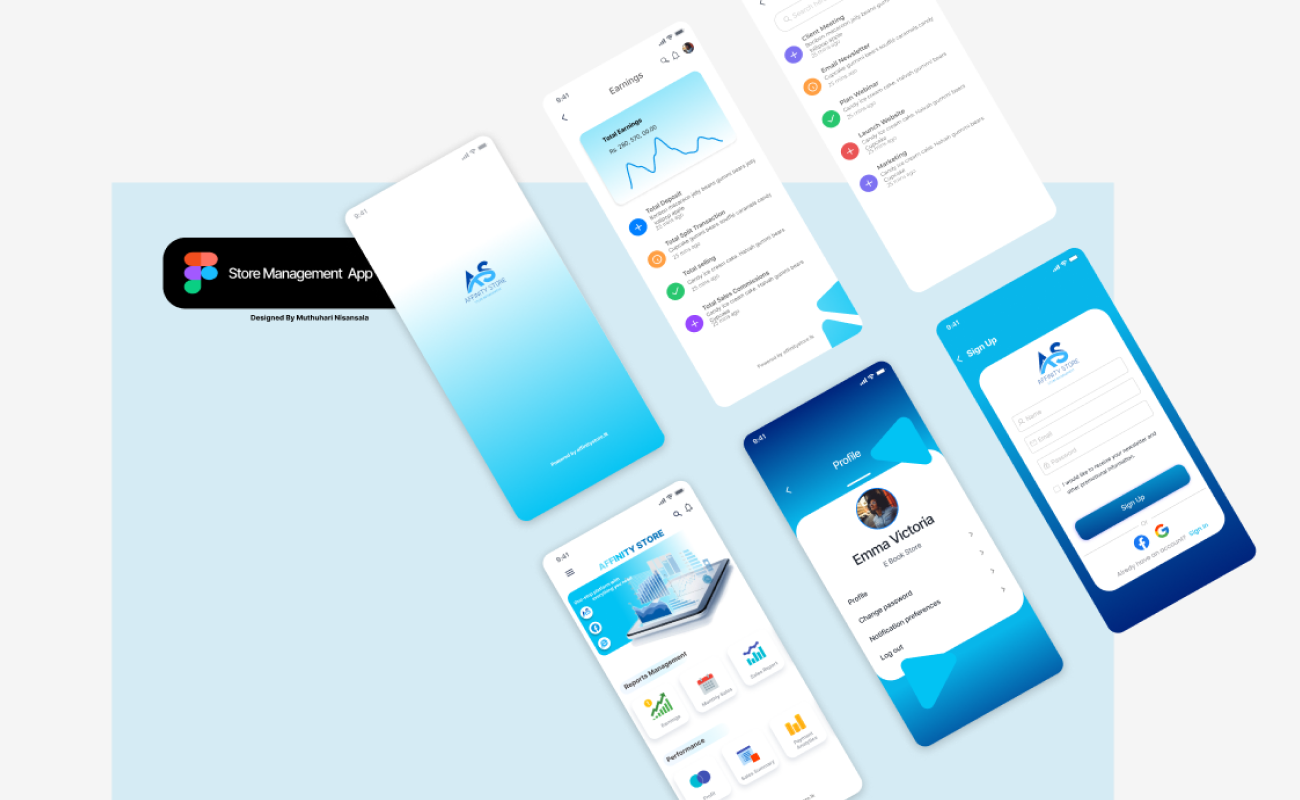 Store Management App
Designed By Muthuhari Nisansala
9:41
AS
AFFINITY STORE
Powered by affinitystore.lk
9:41
Earnings
Total Earnings
Rs. 280, 570, 00.00
Total Deposit
Bonbon macaroon jelly beans gummi bears jelly
lollipop apple
25 mins ago
Total Split Transaction
Cupcake gummi bears soufflé caramels candy
25 mins ago
Total selling
Candy ice cream cake. Halvah gummi bears
25 mins ago
Total Sales Commissions
Candy ice cream cake. Halvah gummi bears
Cupcake
25 mins ago
Powered by affinitystore.lk
Client Meeting
Bonbon macaroon jelly beans gummi
lollipop apple
25 mins ago
Email Newsletter
Cupcake gummi bears soufflé caramels candy
25 mins ago
Plan Webinar
Candy ice cream cake. Halvah gummi bears
25 mins ago
Launch Website
Candy ice cream cake. Halvah gummi bears
Cupcake
25 mins ago
Marketing
Candy ice cream cake. Halvah gummi bears
Cupcake
25 mins ago
9:41
AFFINITY STORE
everything you need
AS
Reports Management
Earnings
Monthly Sales
Sales Report
Performance
Profit
Sales Summary
Payment
Analytics
9:41
Profile
Emma Victoria
E Book Store
Profile
Change password
Notification preferences
Log out
9:41
Sign Up
AS
AFFINITY STORE
Name
Email
Password
I would like to receive your newsletter and
other promotional information.
Sign Up
Or
Already have an account? Sign In